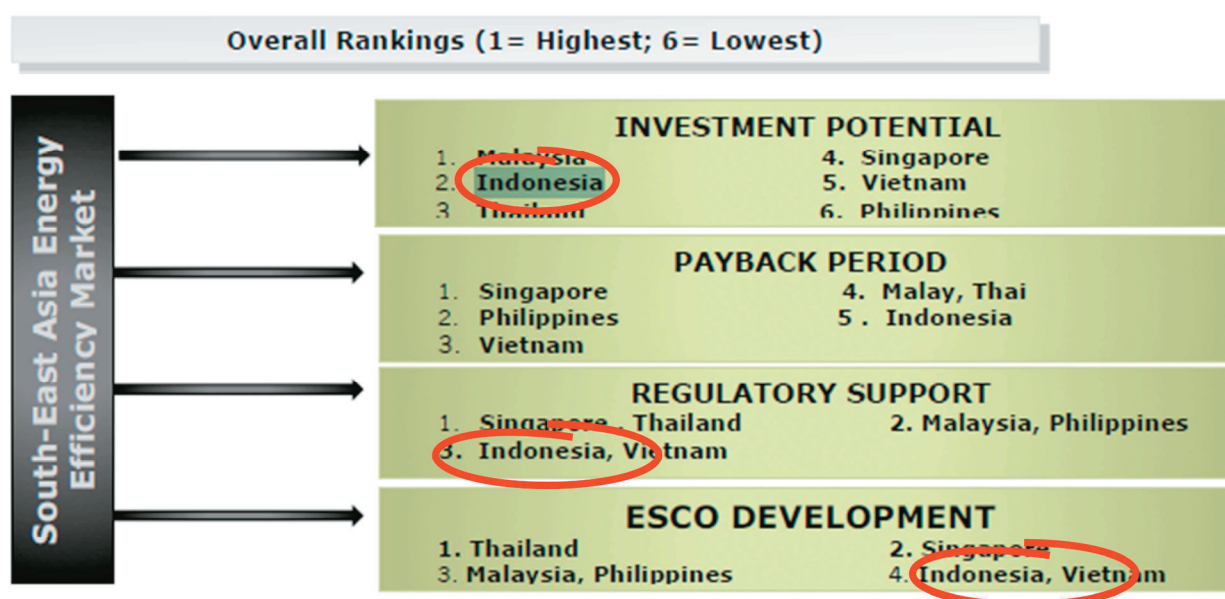 Overall Rankings (1= Highest; 6= Lowest)
South-East Asia Energy
Efficiency Market
INVESTMENT POTENTIAL
1. Malaysia
2. Indonesia
3 Thailand
4. Singapore
5. Vietnam
6. Philippines
PAYBACK PERIOD
1. Singapore
2. Philippines
3. Vietnam
4. Malay, Thai
5 . Indonesia
REGULATORY SUPPORT
1. Singapore , Thailand
2. Malaysia, Philippines
3. Indonesia, Vietnam
ESCO DEVELOPMENT
1. Thailand
2. Singapore
3. Malaysia, Philippines
4. Indonesia, Vietnam